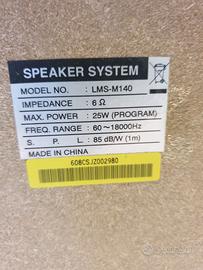 SPEAKER SYSTEM
MODEL NO. : LMS-M140
IMPEDANCE : 6 Ω
MAX. POWER : 25W (PROGRAM)
FREQ. RANGE : 60~18000Hz
S. P. L. : 85 dB/W (1m)
MADE IN CHINA
608CSJZ002980